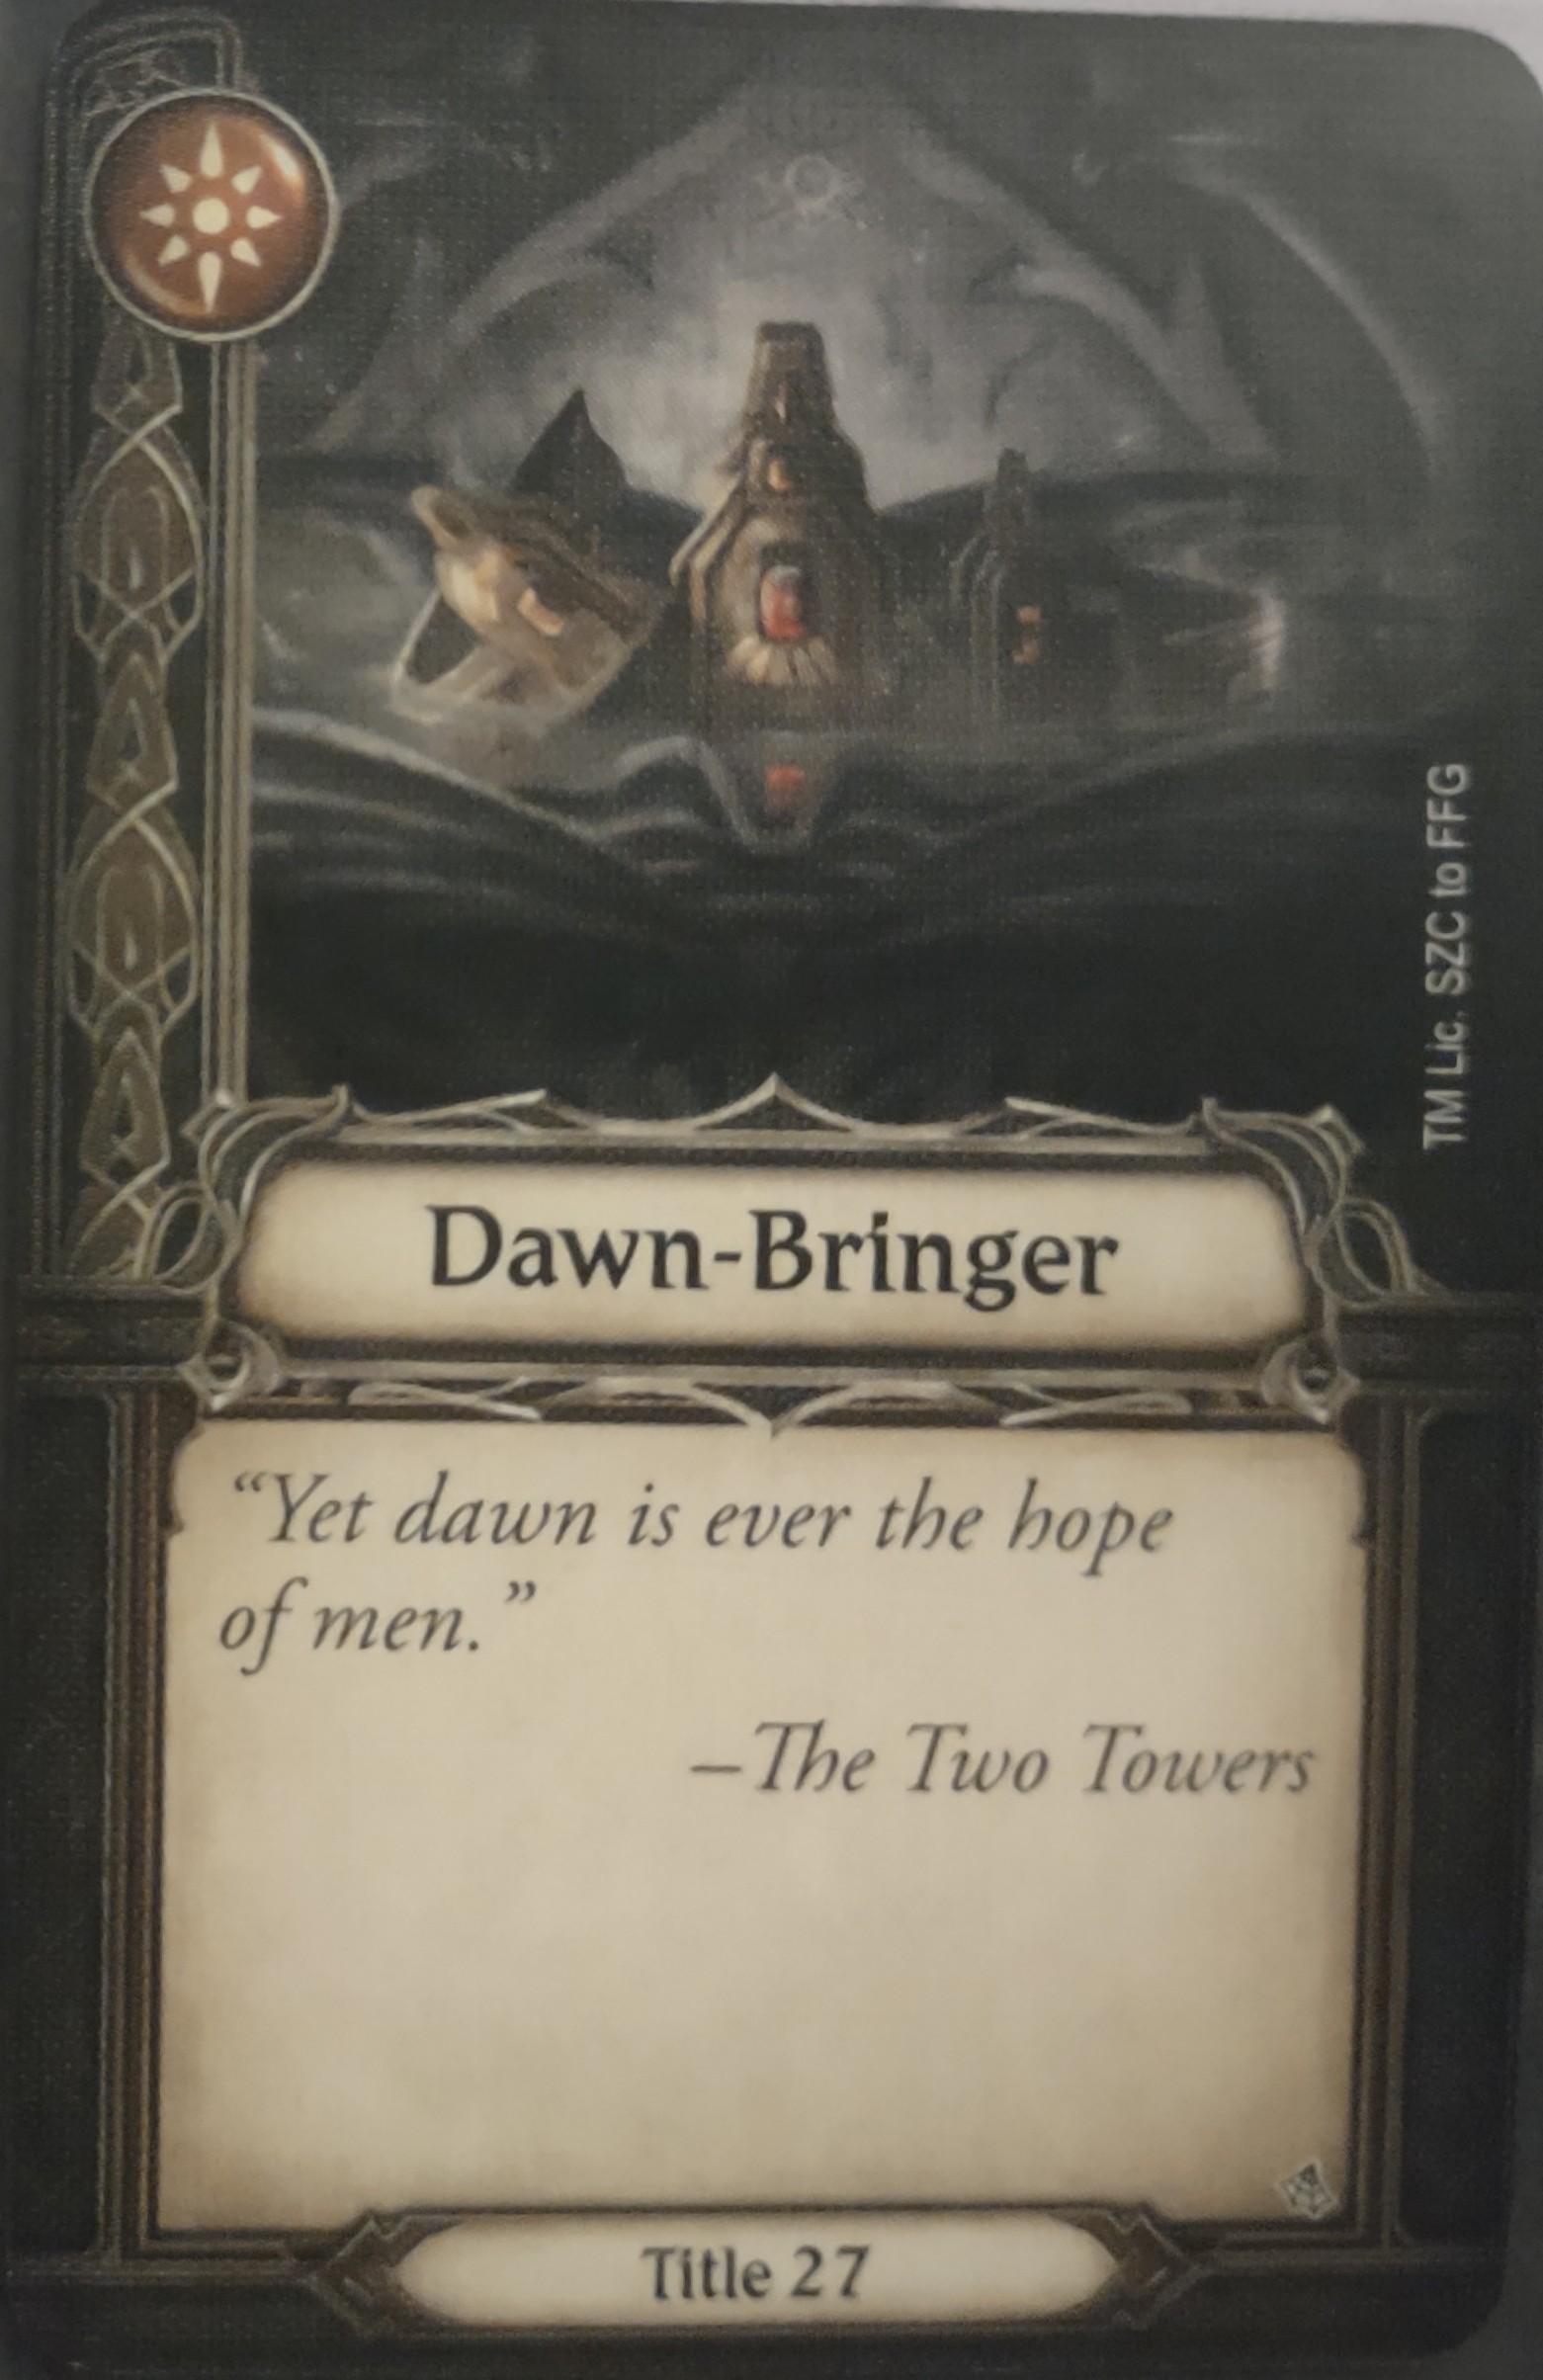 TM Lic. SZC to FFG
Dawn-Bringer
“Yet dawn is ever the hope
of men.”
–The Two Towers
Title 27